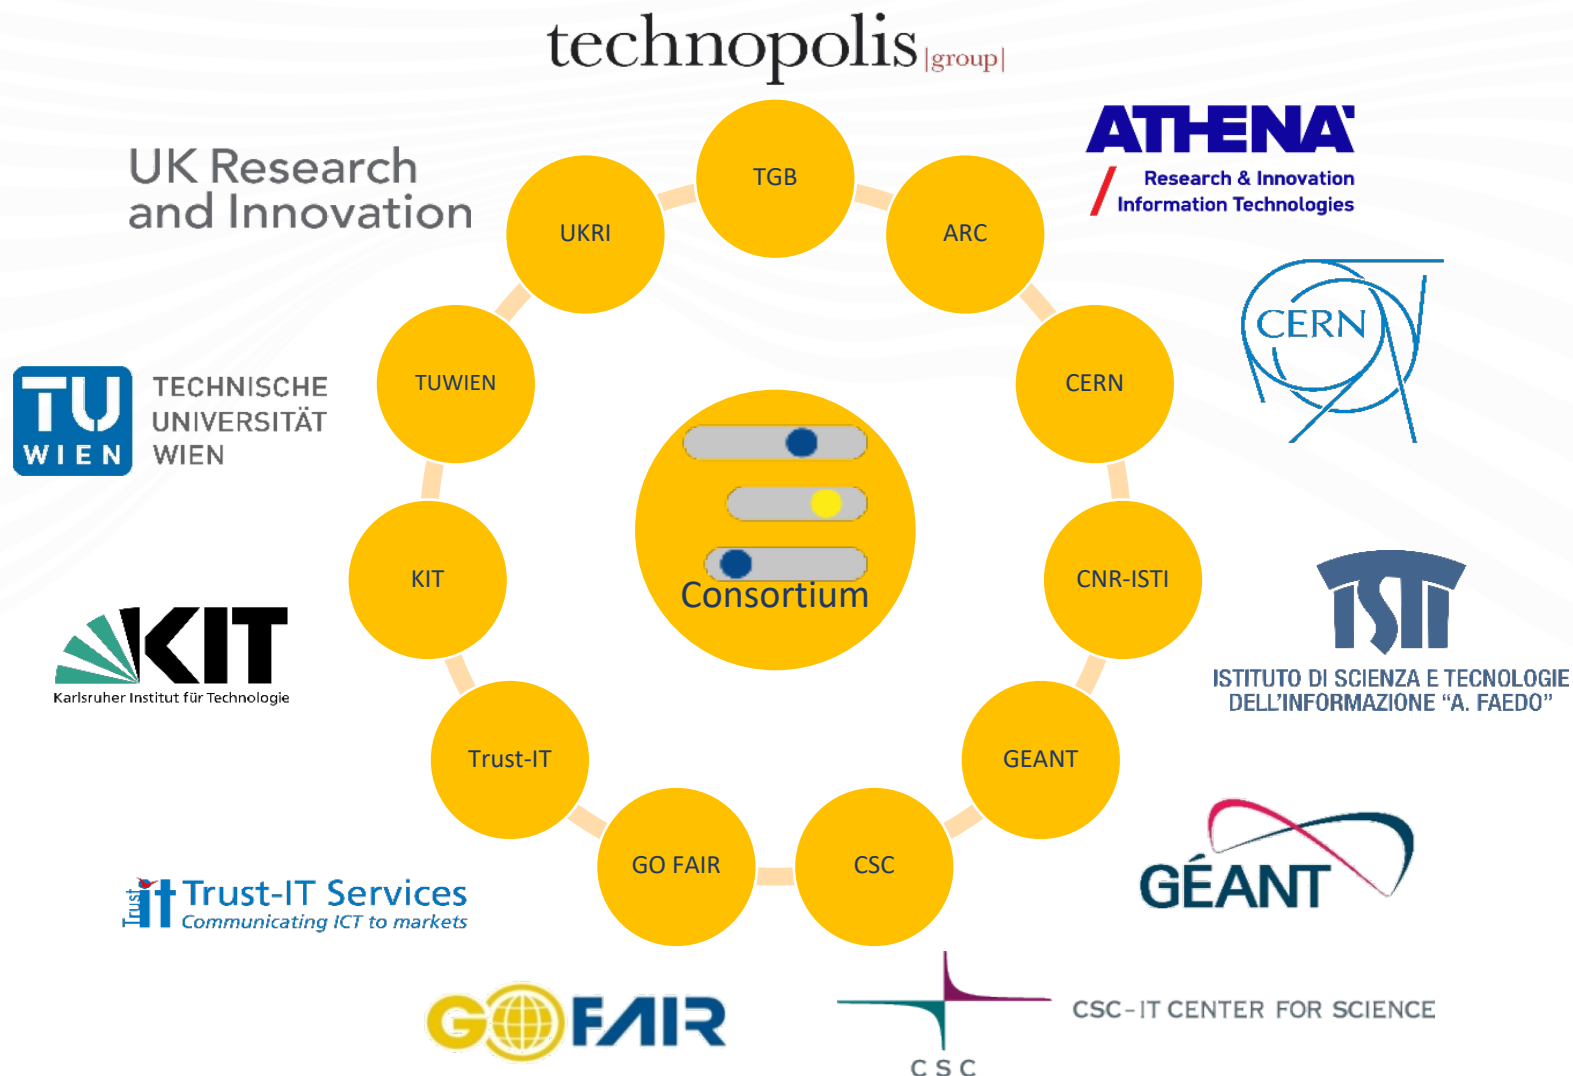 technopolis |group|
UK Research
and Innovation
ATHENA
Research & Innovation
Information Technologies
TGB
UKRI
ARC
CERN
TUWIEN
CERN
TU
WIEN
TECHNISCHE
UNIVERSITÄT
WIEN
Consortium
KIT
CNR-ISTI
KIT
Karlsruher Institut für Technologie
ISTI
ISTITUTO DI SCIENZA E TECNOLOGIE
DELL'INFORMAZIONE “A. FAEDO”
Trust-IT
GEANT
GO FAIR
CSC
GÉANT
Trust it
Trust-IT Services
Communicating ICT to markets
GO FAIR
CSC-IT CENTER FOR SCIENCE
CSC